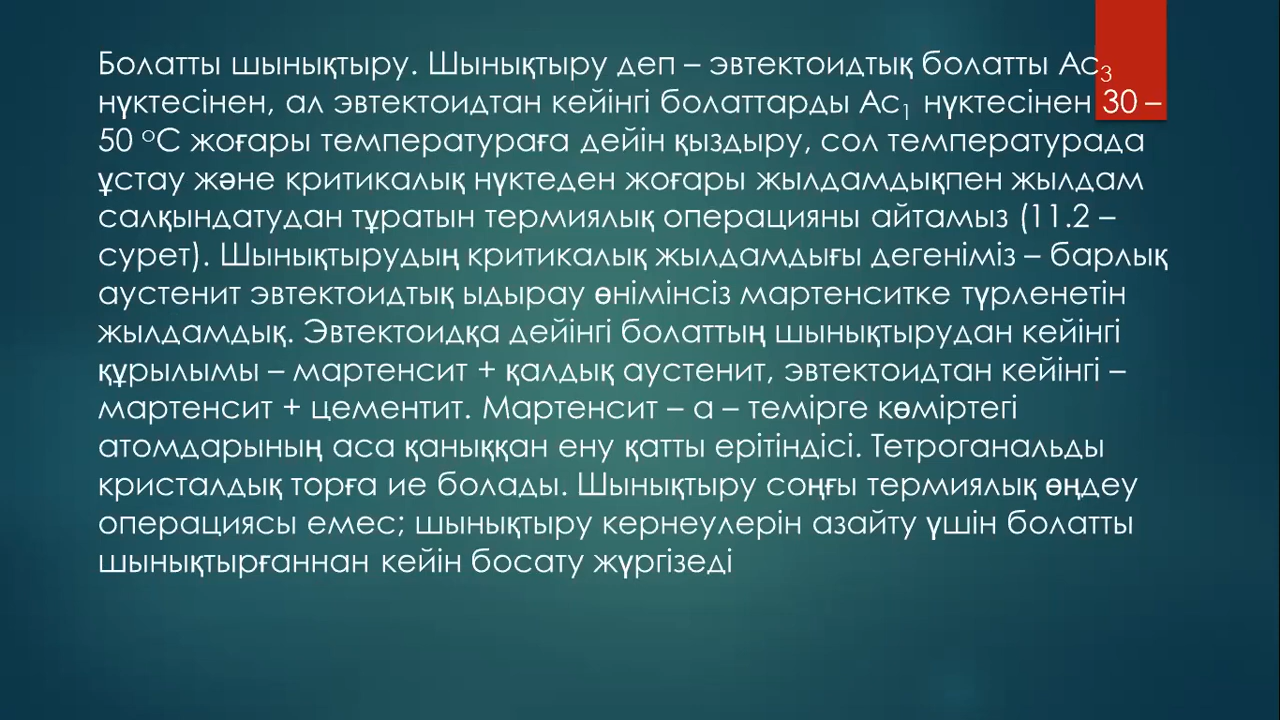 Болатты шынықтыру. Шынықтыру деп – эвтектоидтық болатты Ас₃
нүктесінен, ал эвтектоидтан кейінгі болаттарды Ас₁ нүктесінен 30 –
50 ᵒС жоғары температураға дейін қыздыру, сол температурада
ұстау және критикалық нүктеден жоғары жылдамдықпен жылдам
салқындатудан тұратын термиялық операцияны айтамыз (11.2 –
сурет). Шынықтырудың критикалық жылдамдығы дегеніміз – барлық
аустенит эвтектоидтық ыдырау өнімінсіз мартенситке түрленетін
жылдамдық. Эвтектоидқа дейінгі болаттың шынықтырудан кейінгі
құрылымы – мартенсит + қалдық аустенит, эвтектоидтан кейінгі –
мартенсит + цементит. Мартенсит – а – темірге көміртегі
атомдарының аса қаныққан ену қатты ерітіндісі. Тетроганальды
кристалдық торға ие болады. Шынықтыру соңғы термиялық өңдеу
операциясы емес; шынықтыру кернеулерін азайту үшін болатты
шынықтырғаннан кейін босату жүргізеді